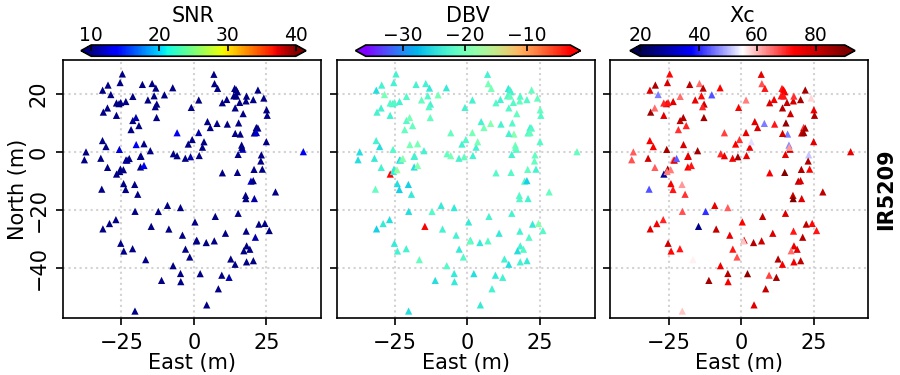 SNR DBV Xc
10 20 30 40 −30 −20 −10 20 40 60 80
20
0
−20
−40
North (m)
−25 0 25 −25 0 25 −25 0 25
East (m) East (m) East (m)
IR5209